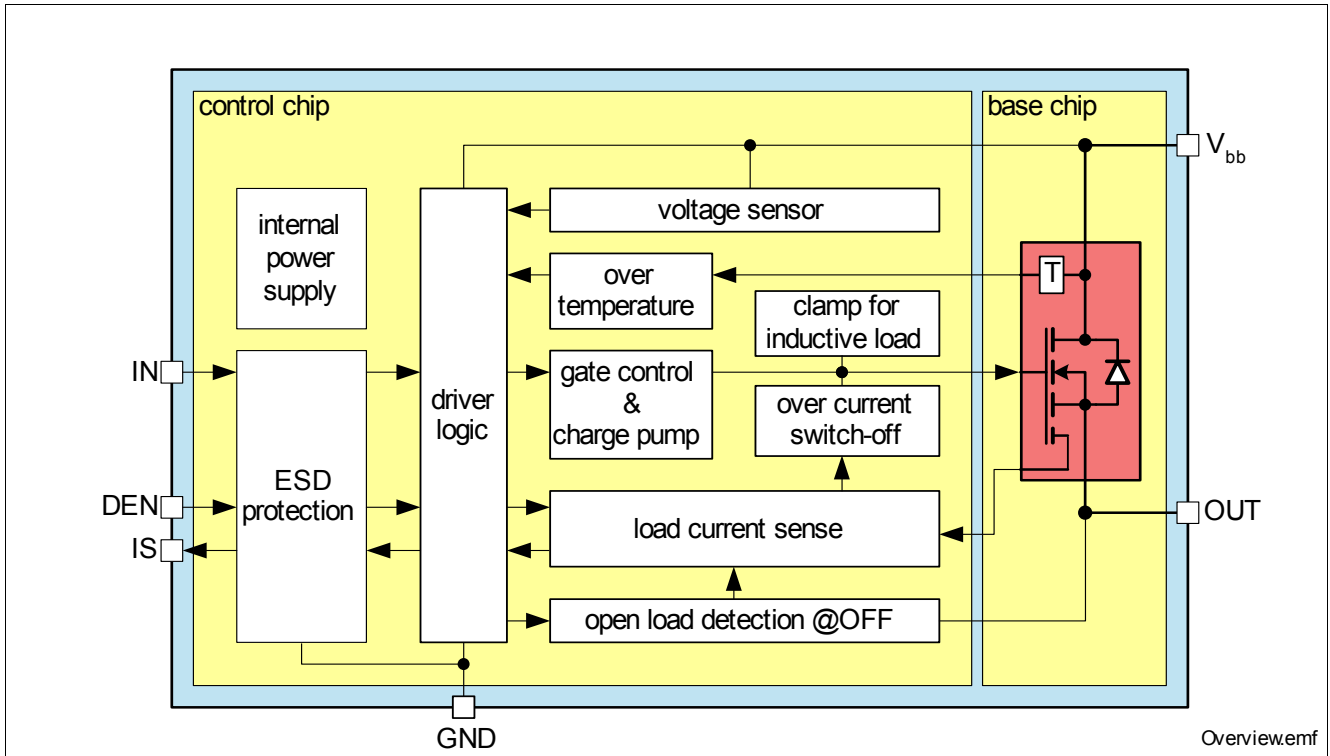 control chip
base chip
V bb
internal
power
supply
voltage sensor
T
over
temperature
clamp for
inductive load
IN
driver
logic
gate control
&
charge pump
over current
switch-off
ESD
protection
DEN
IS
load current sense
OUT
open load detection @OFF
GND
Overview.emf